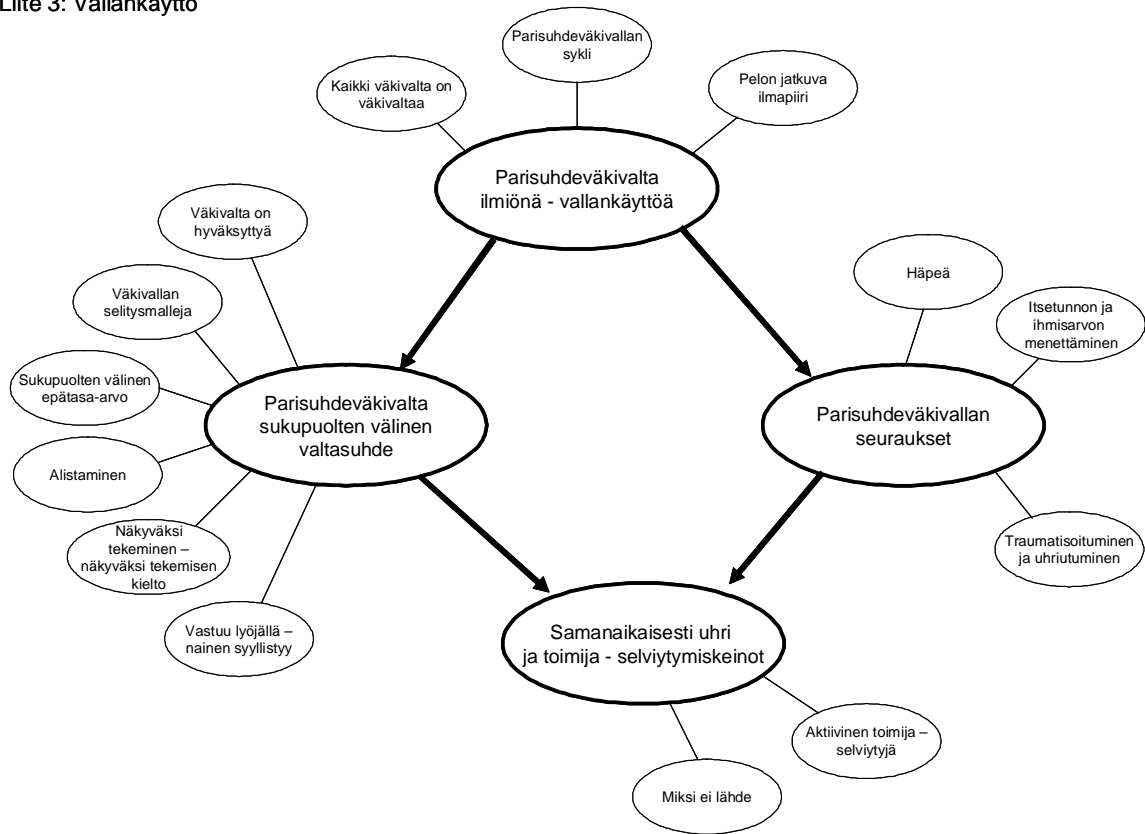 Liite 3: Vallankäyttö
Parisuhdeväkivallan
sykli
Kaikki väkivalta on
väkivaltaa
Pelon jatkuva
ilmapiiri
Parisuhdeväkivalta
ilmiönä - vallankäyttöä
Väkivalta on
hyväksyttyä
Väkivallan
selitysmalleja
Sukupuolten välinen
epätasa-arvo
Alistaminen
Näkyväksi
tekeminen –
näkyväksi tekemisen
kielto
Vastuu lyöjällä –
nainen syyllistyy
Parisuhdeväkivalta
sukupuolten välinen
valtasuhde
Häpeä
Itsetunnon ja
ihmisarvon
menettäminen
Parisuhdeväkivallan
seuraukset
Traumatisoituminen
ja uhriutuminen
Samanaikaisesti uhri
ja toimija - selviytymiskeinot
Aktiivinen toimija –
selviytyjä
Miksi ei lähde